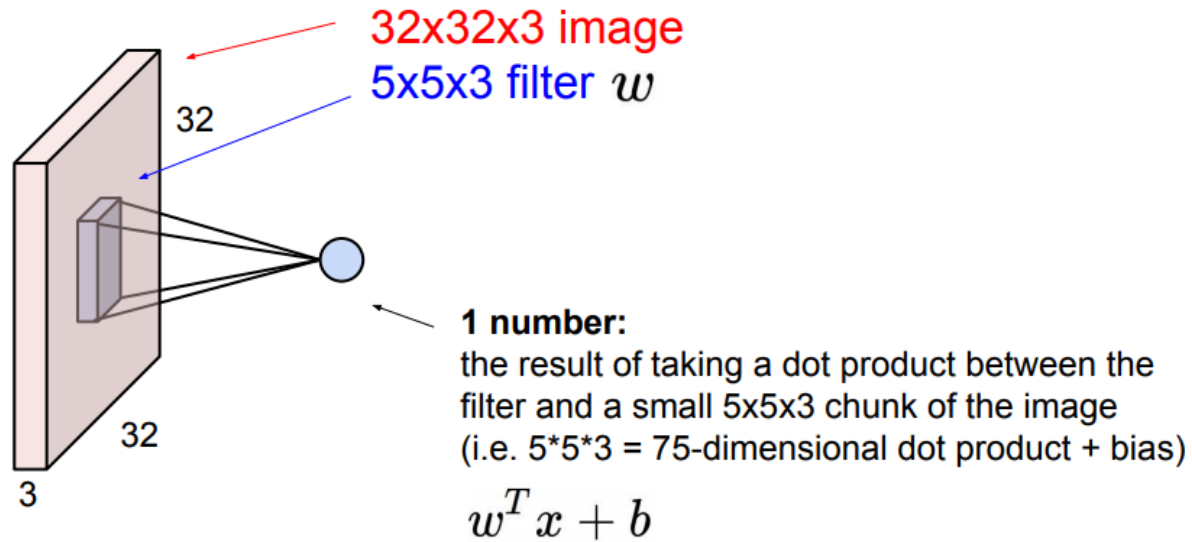 32x32x3 image
5x5x3 filter w
32
32
3
1 number:
the result of taking a dot product between the
filter and a small 5x5x3 chunk of the image
(i.e. 5*5*3 = 75-dimensional dot product + bias)
w^T x + b